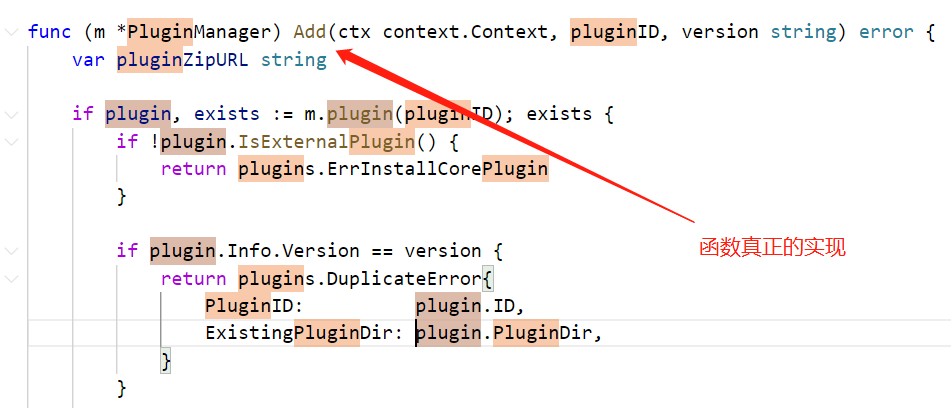 func (m *PluginManager) Add(ctx context.Context, pluginID, version string) error {
var pluginZipURL string
if plugin, exists := m.plugin(pluginID); exists {
if !plugin.IsExternalPlugin() {
return plugins.ErrInstallCorePlugin
}
函数真正的实现
if plugin.Info.Version == version {
return plugins.DuplicateError{
PluginID: plugin.ID,
ExistingPluginDir: plugin.PluginDir,
}
}